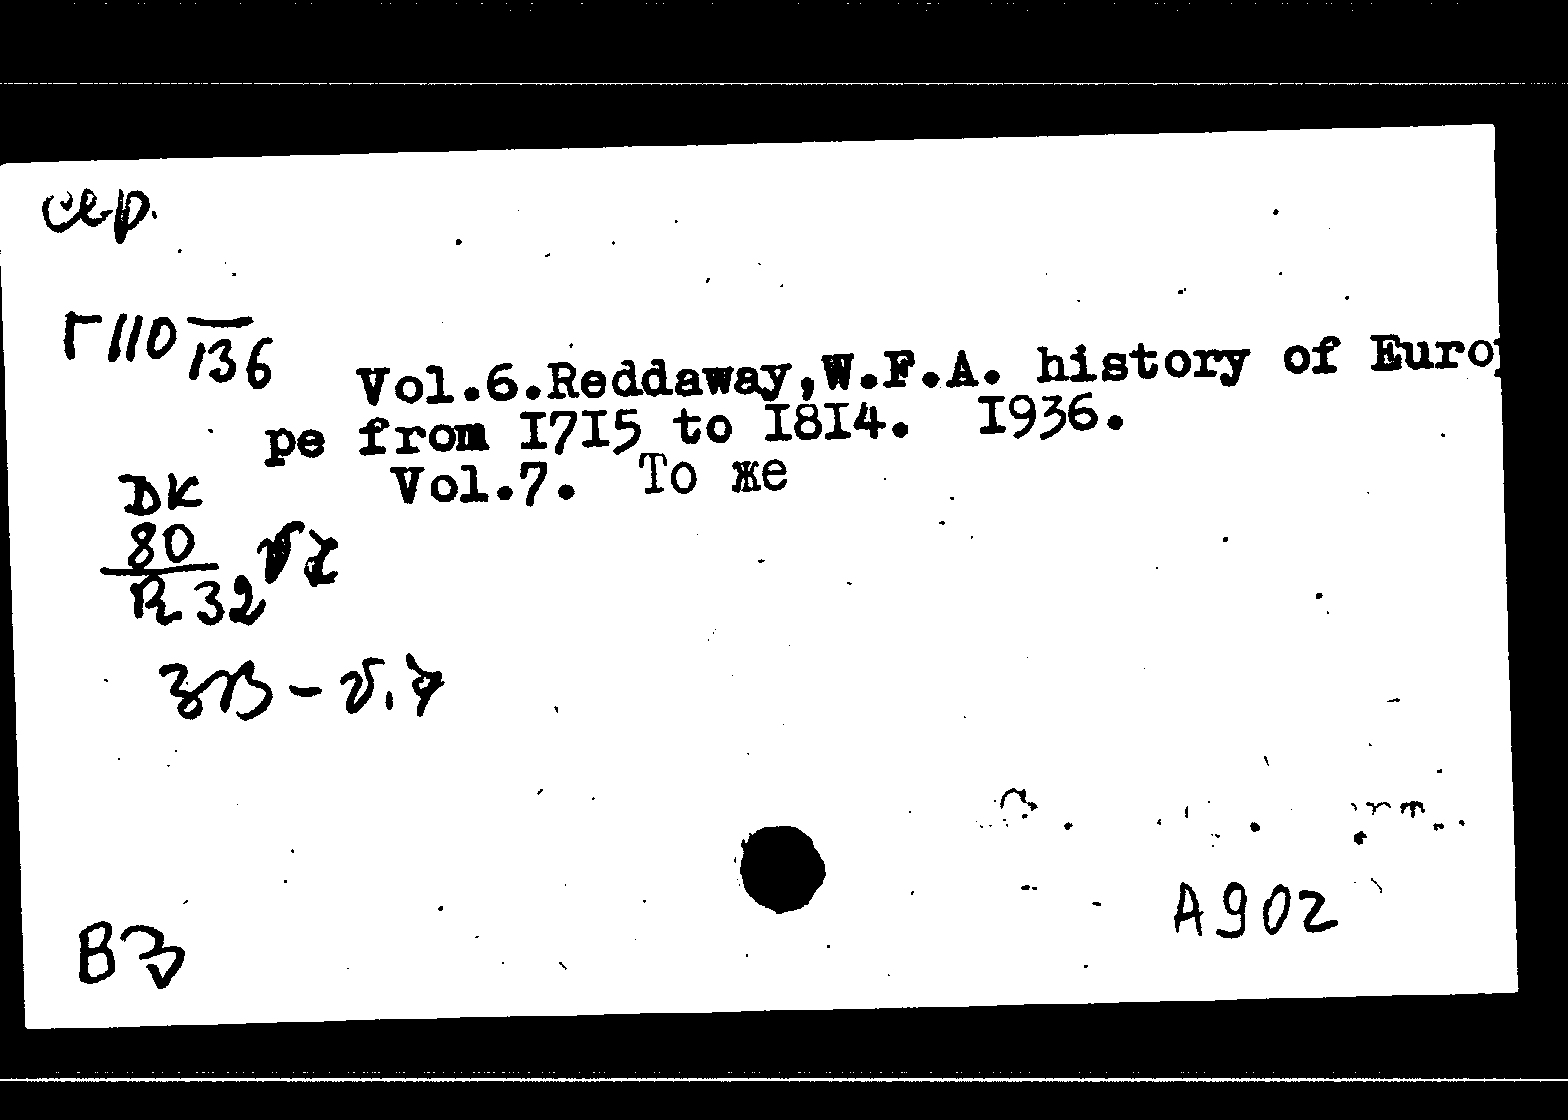 сер.
Г110 136
Vol.6.Reddaway,W.F.A. history of Euro
pe from I7I5 to I8I4. I936.
Vol.7. То же
DK
80
R32
В3
A902